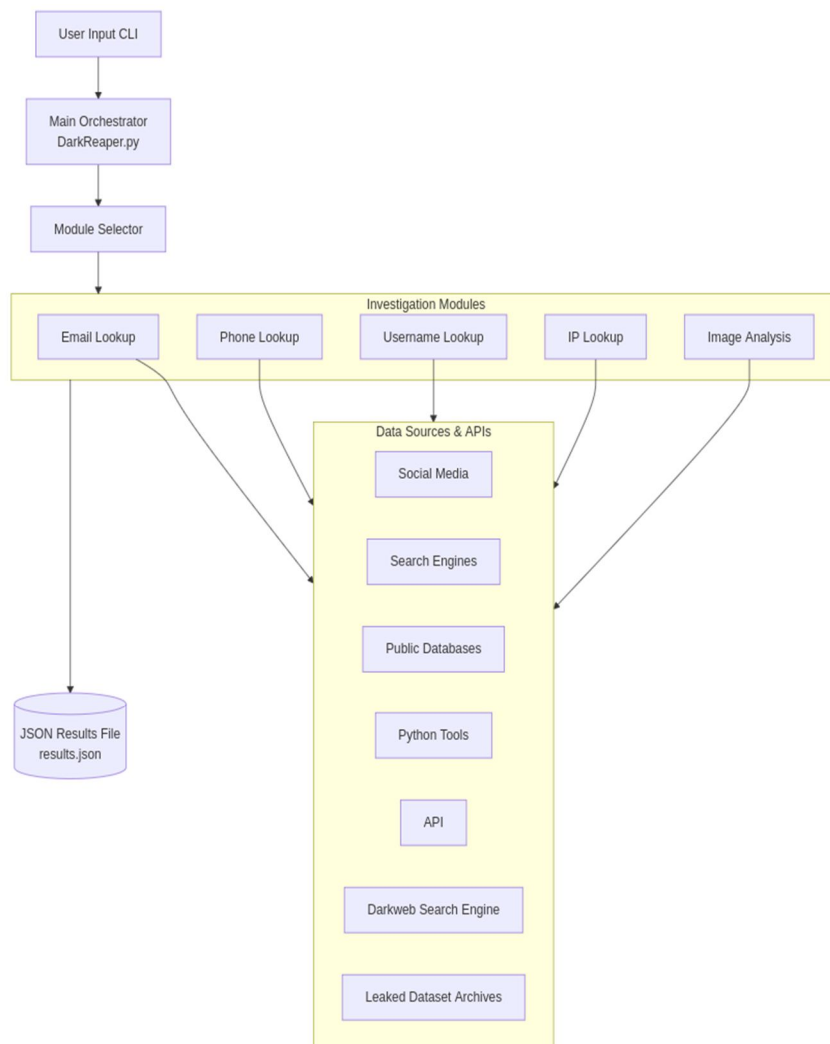 User Input CLI
Main Orchestrator
DarkReaper.py
Module Selector
Investigation Modules
Email Lookup
Phone Lookup
Username Lookup
IP Lookup
Image Analysis
Data Sources & APIs
Social Media
Search Engines
Public Databases
Python Tools
JSON Results File
results.json
API
Darkweb Search Engine
Leaked Dataset Archives